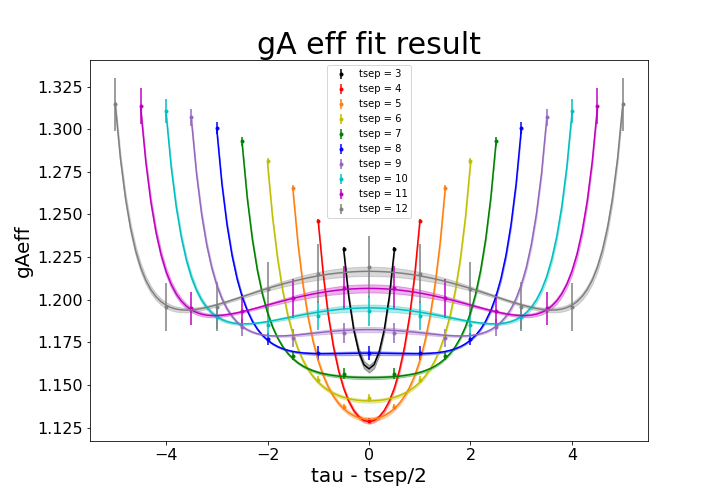 gA eff fit result
tsep = 3
tsep = 4
tsep = 5
tsep = 6
tsep = 7
tsep = 8
tsep = 9
tsep = 10
tsep = 11
tsep = 12
gAeff
1.325
1.300
1.275
1.250
1.225
1.200
1.175
1.150
1.125
−4 −2 0 2 4
tau - tsep/2